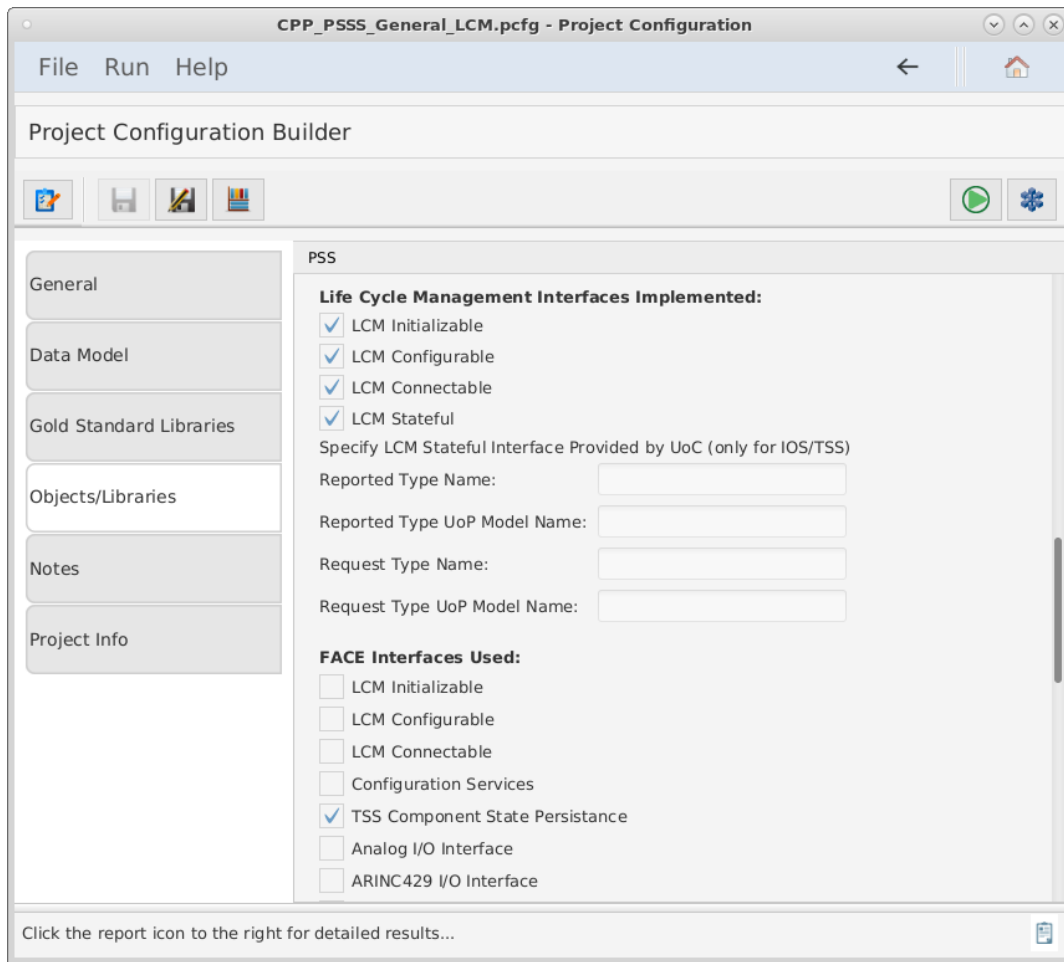 CPP_PSSS_General_LCM.pcfg - Project Configuration
File Run Help
Project Configuration Builder
General
Data Model
Gold Standard Libraries
Objects/Libraries
Notes
Project Info
PSS
Life Cycle Management Interfaces Implemented:
LCM Initializable
LCM Configurable
LCM Connectable
LCM Stateful
Specify LCM Stateful Interface Provided by UoC (only for IOS/TSS)
Reported Type Name:
Reported Type UoP Model Name:
Request Type Name:
Request Type UoP Model Name:
FACE Interfaces Used:
LCM Initializable
LCM Configurable
LCM Connectable
Configuration Services
TSS Component State Persistance
Analog I/O Interface
ARINC429 I/O Interface
Click the report icon to the right for detailed results...